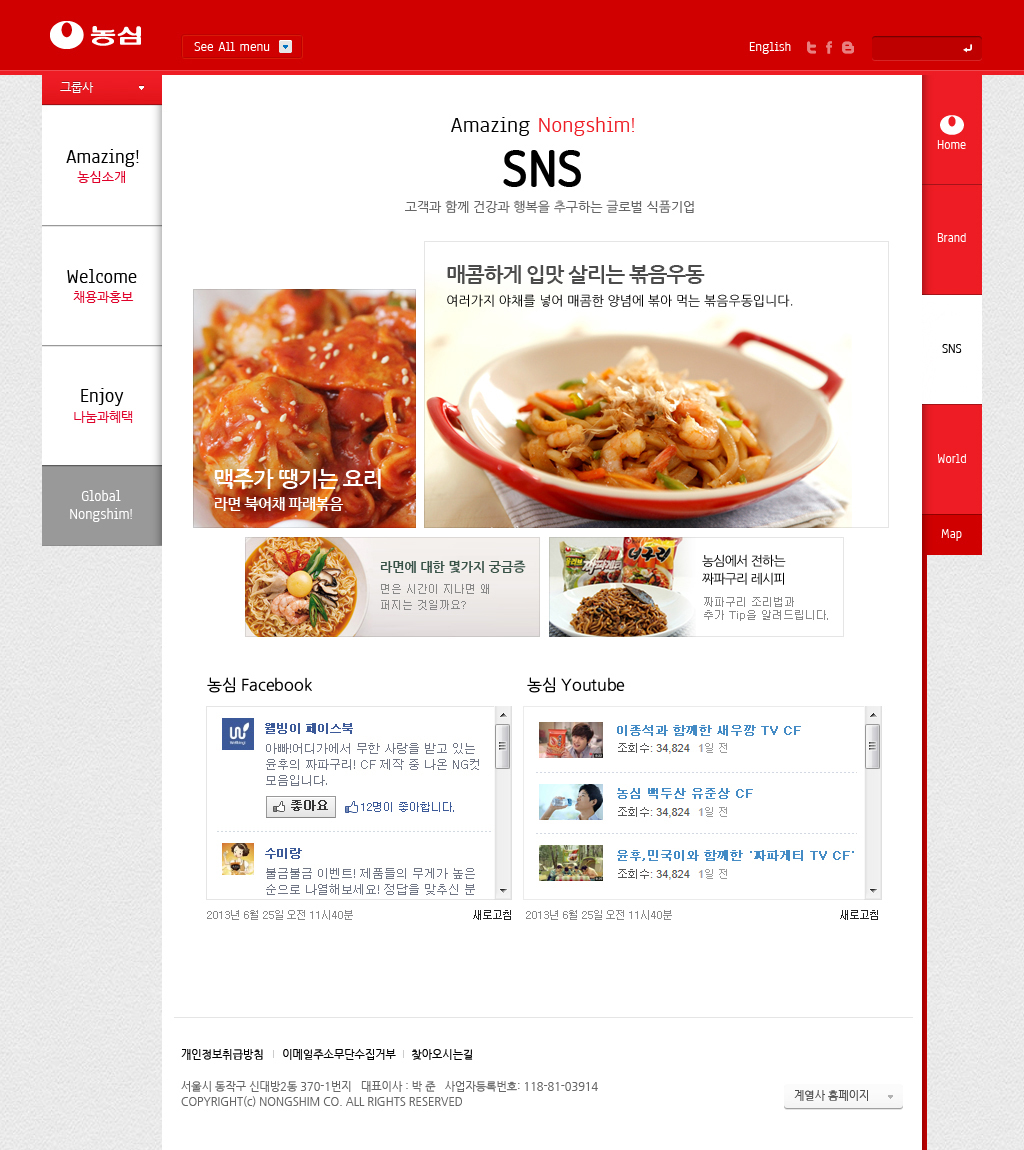 농심
See All menu
English
그룹사
Amazing!
농심소개
Welcome
채용과홍보
Enjoy
나눔과혜택
Global
Nongshim!
Amazing Nongshim!
SNS
고객과 함께 건강과 행복을 추구하는 글로벌 식품기업
매콤하게 입맛 살리는 볶음우동
여러가지 야채를 넣어 매콤한 양념에 볶아 먹는 볶음우동입니다.
맥주가 땡기는 요리
라면 북어채 파래볶음
라면에 대한 몇가지 궁금증
면은 시간이 지나면 왜
퍼지는 것일까요?
너구리
짜파게티
농심에서 전하는
짜파구리 레시피
짜파구리 조리법과
추가 Tip을 알려드립니다.
농심 Facebook
웰빙이 페이스북
아빠!어디가에서 무한 사랑을 받고 있는
윤후의 짜파구리! CF 제작 중 나온 NG컷
모음입니다.
좋아요
12명이 좋아합니다.
수미랑
불금불금 이벤트! 제품들의 무게가 높은
순으로 나열해보세요! 정답을 맞추신 분
2013년 6월 25일 오전 11시40분
새로고침
농심 Youtube
이종석과 함께한 새우깡 TV CF
조회수: 34,824 1일 전
농심 백두산 유준상 CF
조회수: 34,824 1일 전
윤후,민국이와 함께한 '짜파게티 TV CF'
조회수: 34,824 1일 전
2013년 6월 25일 오전 11시40분
새로고침
Home
Brand
SNS
World
Map
개인정보취급방침
이메일주소무단수집거부
찾아오시는길
서울시 동작구 신대방2동 370-1번지 대표이사 : 박 준 사업자등록번호: 118-81-03914
COPYRIGHT(c) NONGSHIM CO. ALL RIGHTS RESERVED
계열사 홈페이지